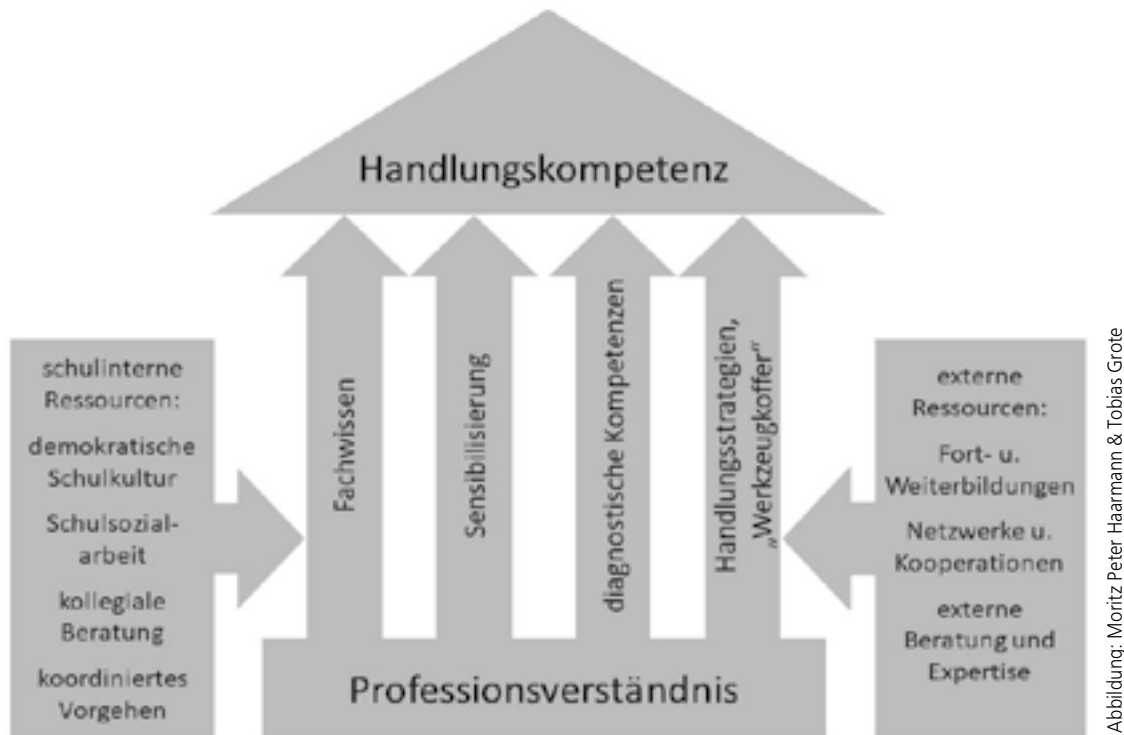 Handlungskompetenz
schulinterne
Ressourcen:
demokratische
Schulkultur
Schulsozial-
arbeit
kollegiale
Beratung
koordiniertes
Vorgehen
Fachwissen
Sensibilisierung
diagnostische Kompetenzen
Handlungsstrategien,
„Werkzeugkoffer“
externe
Ressourcen:
Fort- u.
Weiterbildungen
Netzwerke u.
Kooperationen
externe
Beratung und
Expertise
Professionsverständnis
Abbildung: Moritz Peter Haarmann & Tobias Grote